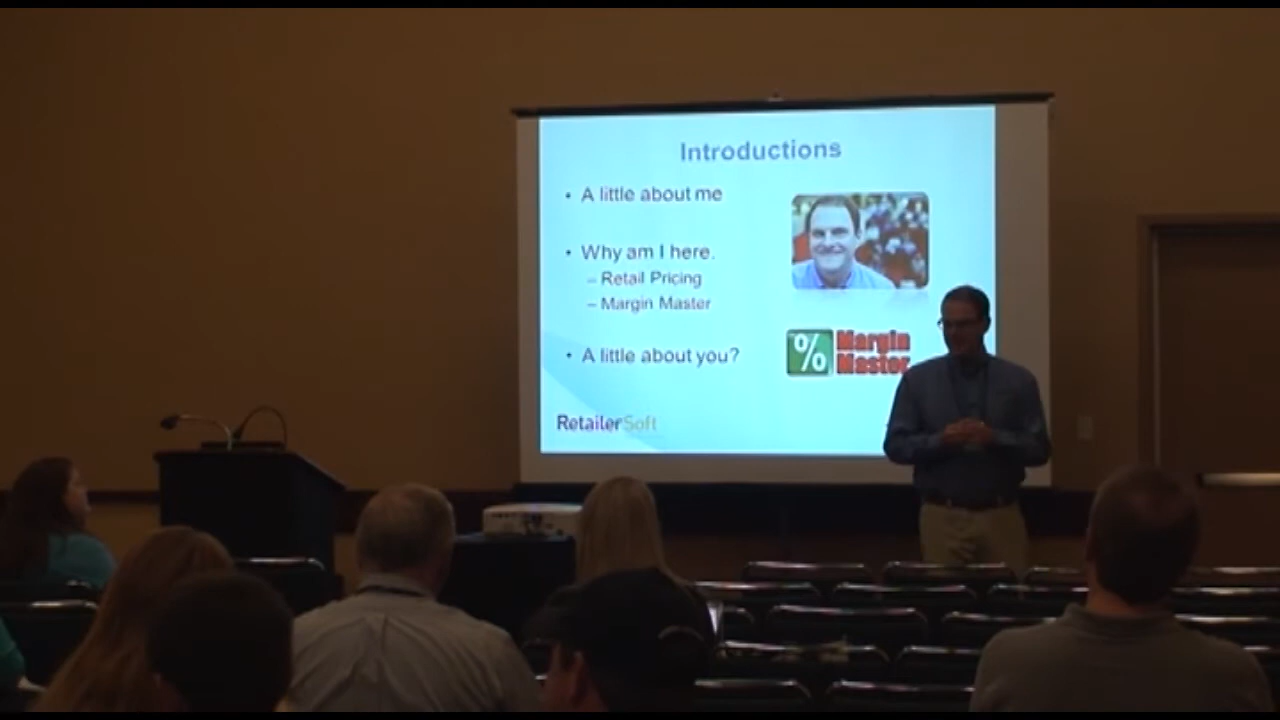 Introductions
• A little about me
• Why am I here.
– Retail Pricing
– Margin Master
• A little about you?
% Margin
Master
RetailerSoft